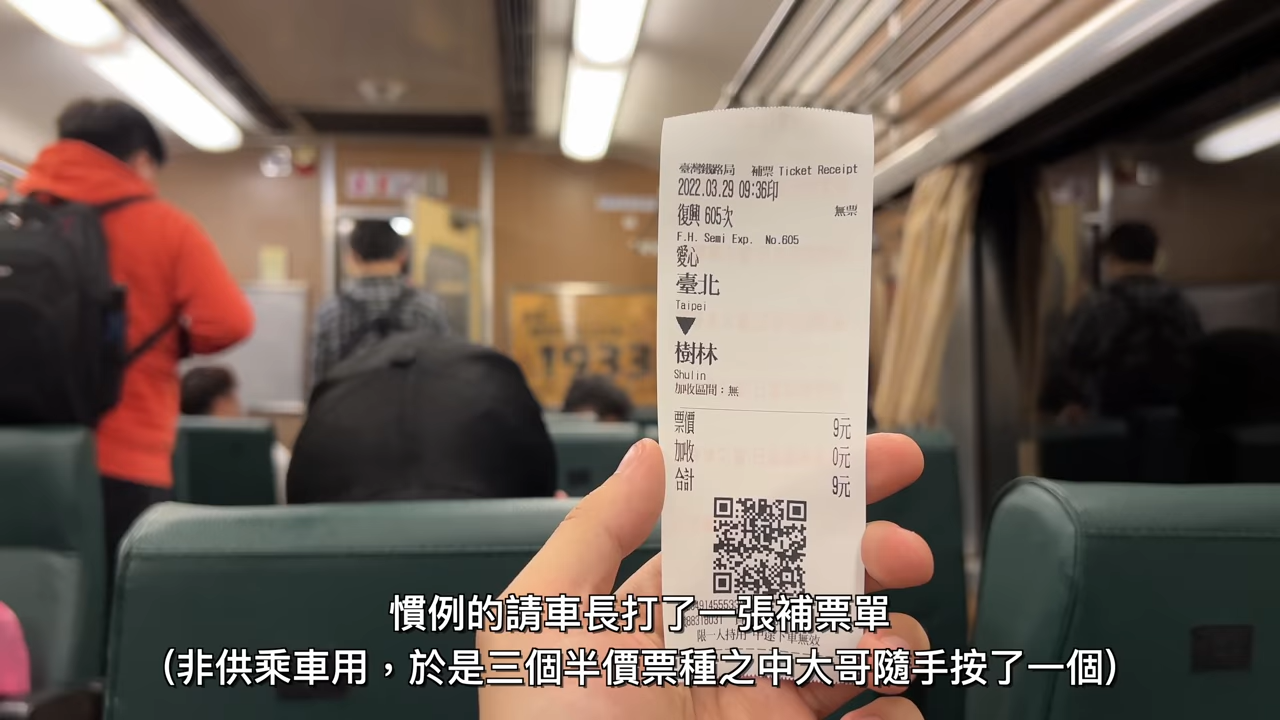 臺灣鐵路局 補票 Ticket Receipt
2022.03.29 09:36印
復興 605次 無票
F.H. Semi Exp. No.605
愛心
臺北
Taipei
樹林
Shulin
加收區間：無
票價 9元
加收 0元
合計 9元
限一人持用 中途下車無效
1933
慣例的請車長打了一張補票單
（非供乘車用，於是三個半價票種之中大哥隨手按了一個）